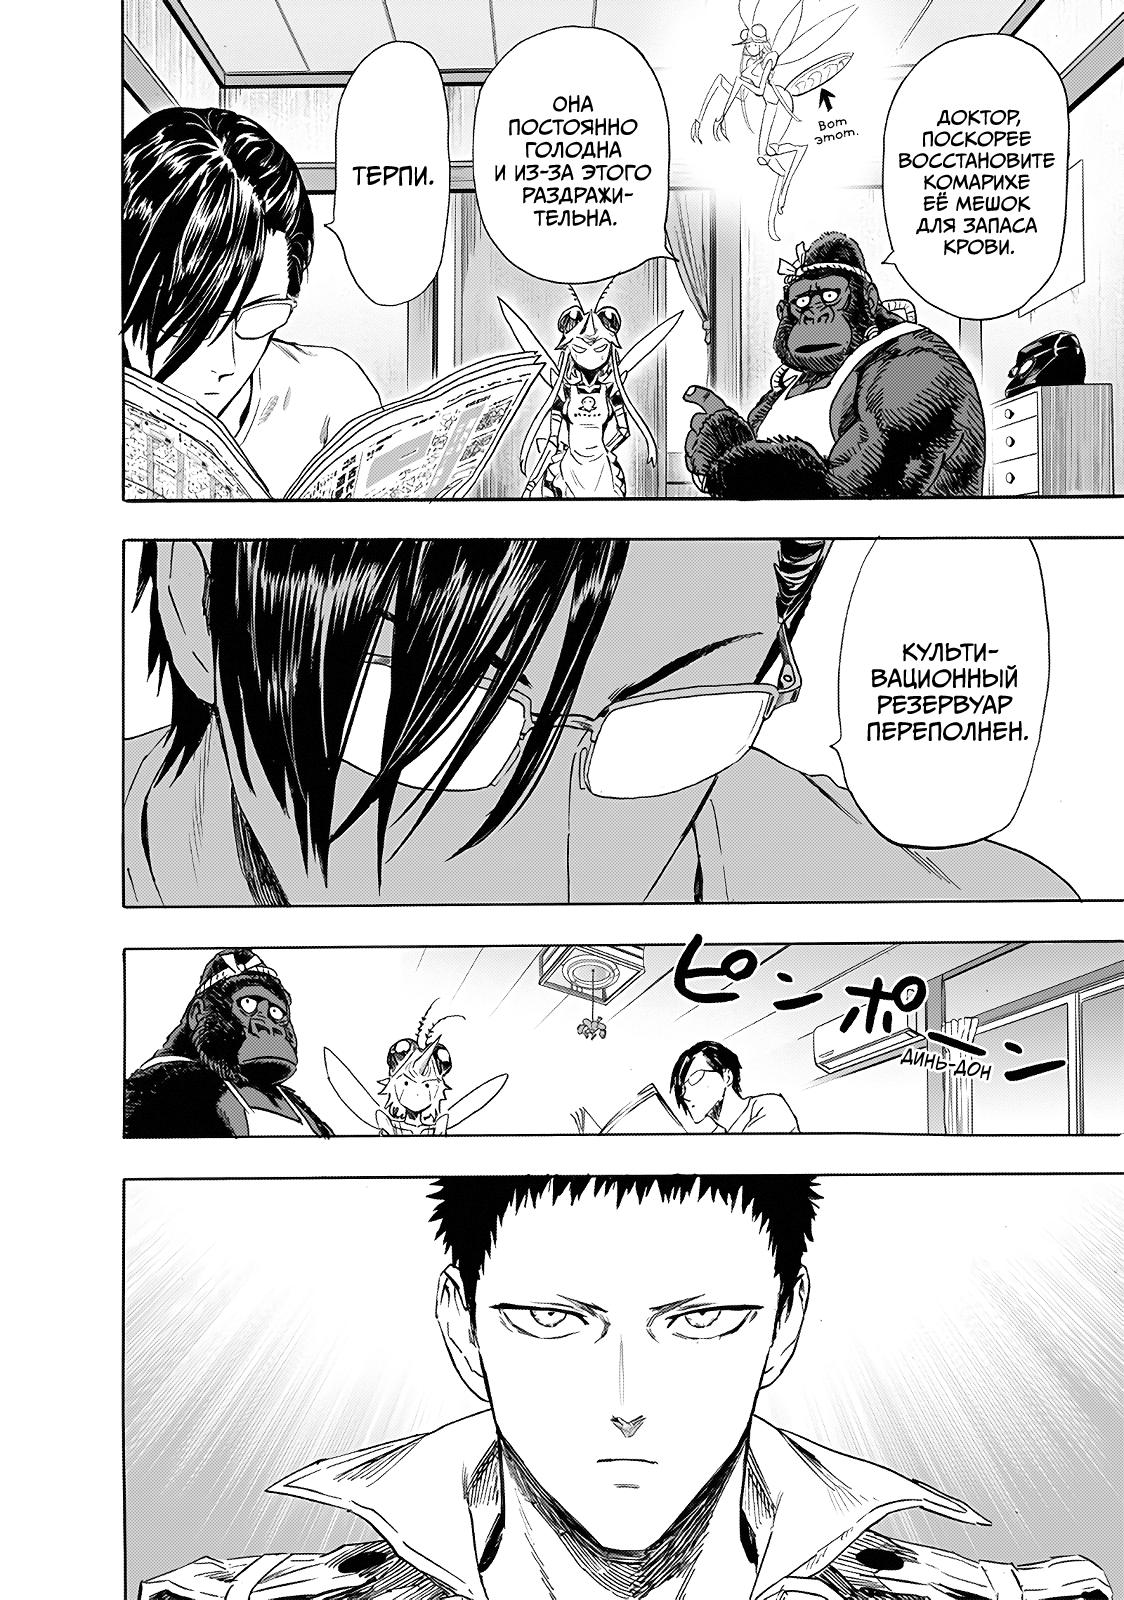 ДОКТОР,
ПОСКОРЕЕ
ВОССТАНОВИТЕ
КОМАРИХЕ
ЕЁ МЕШОК
ДЛЯ ЗАПАСА
КРОВИ.
Вот
этот.
ОНА
ПОСТОЯННО
ГОЛОДНА
И ИЗ-ЗА ЭТОГО
РАЗДРАЖИ-
ТЕЛЬНА.
ТЕРПИ.
КУЛЬТИ-
ВАЦИОННЫЙ
РЕЗЕРВУАР
ПЕРЕПОЛНЕН.
ピンポーン
ДИНЬ-ДОН